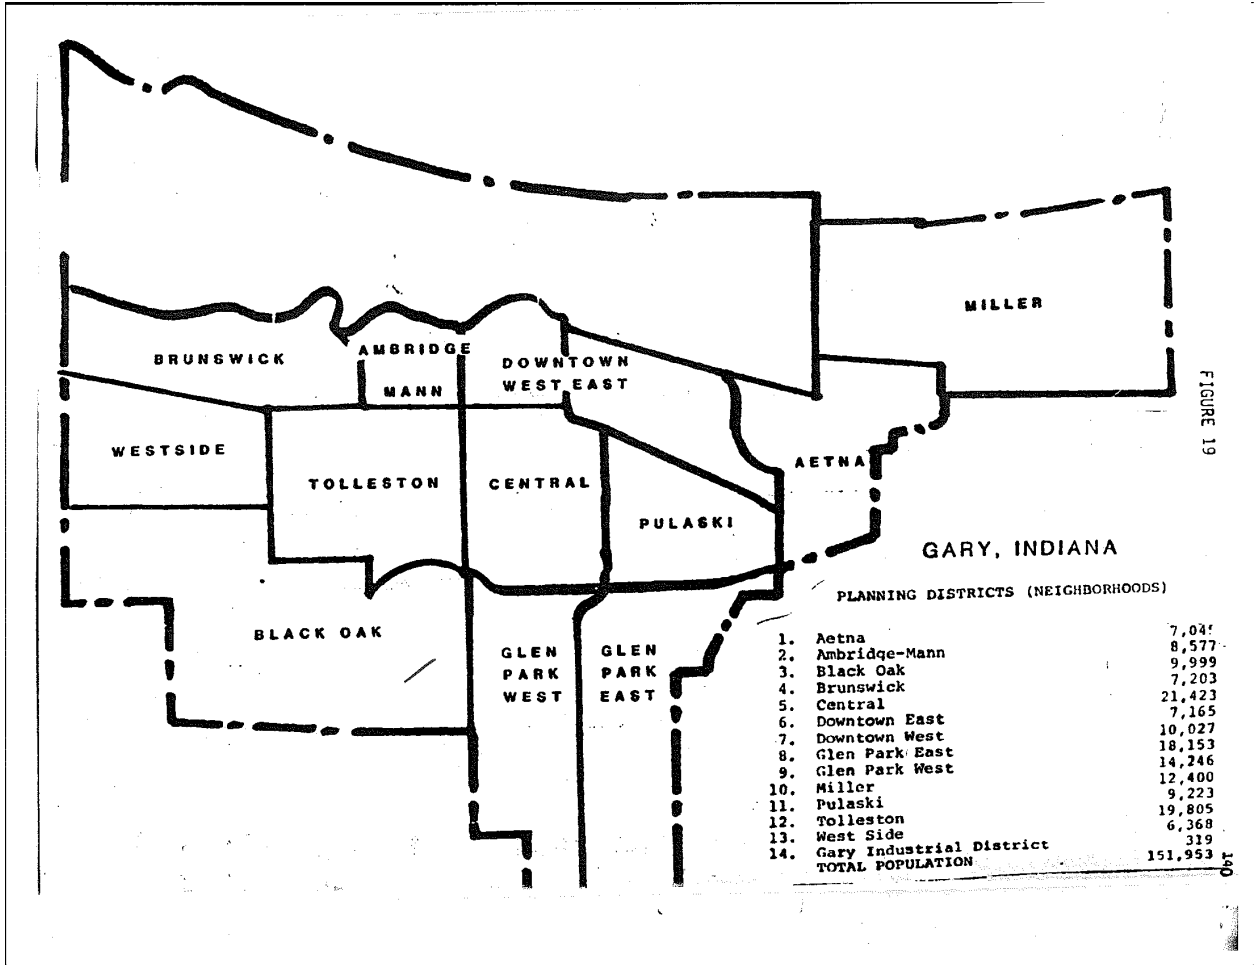 MILLER
BRUNSWICK
AMBRIDGE
MANN
DOWNTOWN
WEST EAST
FIGURE 19
WESTSIDE
TOLLESTON
CENTRAL
AETNA
PULASKI
GARY, INDIANA
PLANNING DISTRICTS (NEIGHBORHOODS)
BLACK OAK
GLEN
PARK
WEST
GLEN
PARK
EAST
1. Aetna 7,045
2. Ambridge-Mann 8,577
3. Black Oak 9,999
4. Brunswick 7,203
5. Central 21,423
6. Downtown East 7,165
7. Downtown West 10,027
8. Glen Park East 18,153
9. Glen Park West 14,246
10. Miller 12,400
11. Pulaski 9,223
12. Tolleston 19,805
13. West Side 6,368
14. Gary Industrial District 319
TOTAL POPULATION 151,953
140